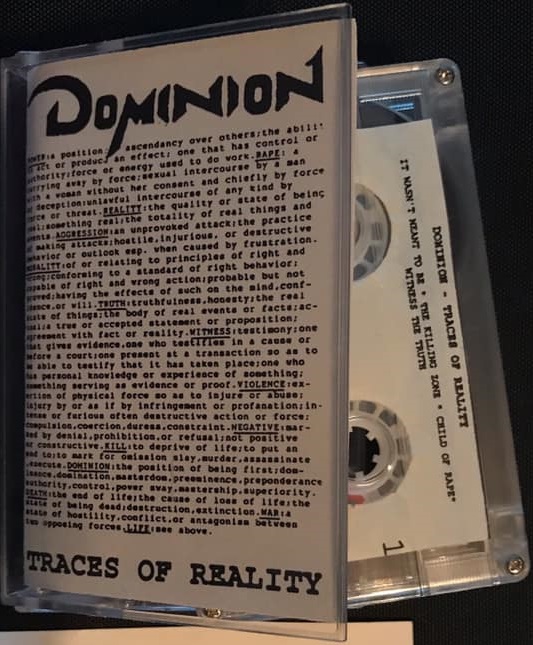 DOMINION
POWER:a position; ascendancy over others;the abili
act or produce an effect; one that has control or
authority;force or energy used to do work.RAPE: a
carrying away by force:sexual intercourse by a man
with a woman without her consent and chiefly by force
deception:unlawful intercourse of any kind by
force or threat.REALITY:the quality or state of being
real;something real;the totality of real things and
events.AGGRESSION:an unprovoked attack;the practice
making attacks;hostile,injurious, or destructive
behavior or outlook esp. when caused by frustration.
MORALITY:of or relating to principles of right and
wrong;conforming to a standard of right behavior;
capable of right and wrong action;probable but not
proved;having the effects of such on the mind,conf-
dence,or will.TRUTH:truthfulness,honesty;the real
state of things;the body of real events or facts;ac-
tual;a true or accepted statement or proposition;
agreement with fact or reality.WITNESS:testimony;one
that gives evidence,one who testifies in a cause or
before a court;one present at a transaction so as to
be able to testify that it has taken place;one who
has personal knowledge or experience of something;
something serving as evidence or proof.VIOLENCE:ex-
ertion of physical force so as to injure or abuse;
injury by or as if by infringement or profanation;in-
tense or furious often destructive action or force;
compulsion,coercion,duress.constraint.NEGATIVE:mar-
ked by denial,prohibition,or refusal;not positive
or constructive.KILL:to deprive of life;to put an
end to;to mark for omission slay,murder,assassinate
,execute.DOMINION:the position of being first;dom-
inance,domination,masterdom,preeminence,preponderance
authority,control,power sway,mastership,superiority.
DEATH:the end of life;the cause of loss of life;the
state of being dead;destruction,extinction.WAR:a
state of hostility,conflict,or antagonism between
two opposing forces.LIFE:see above.
TRACES OF REALITY
DOMINION - TRACES OF REALITY
IT WASN'T MEANT TO BE * THE KILLING ZONE * CHILD OF RAPE*
WITNESS THE TRUTH
1